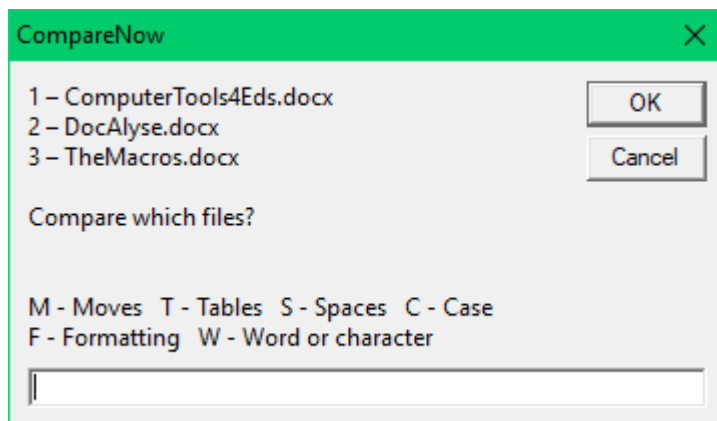 CompareNow
1 – ComputerTools4Eds.docx
2 – DocAlyse.docx
3 – TheMacros.docx
OK
Cancel
Compare which files?
M - Moves   T - Tables   S - Spaces   C - Case
F - Formatting   W - Word or character